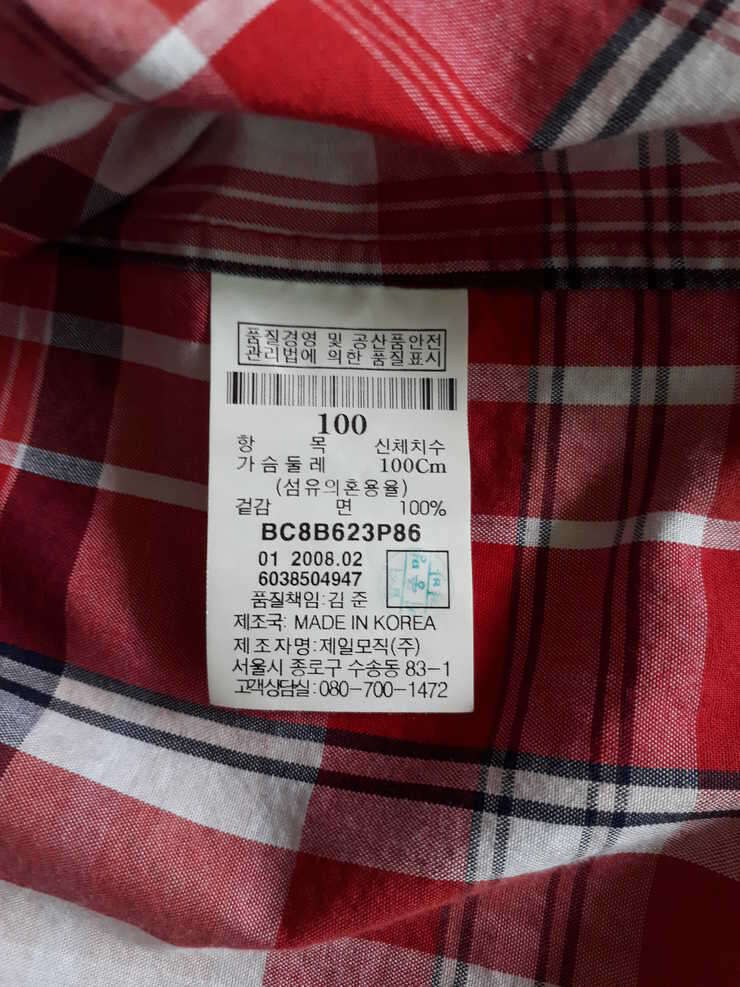 품질경영 및 공산품안전
관리법에 의한 품질표시
100
항 목 신체치수
가슴둘레 100Cm
(섬유의혼용율)
겉감 면 100%
BC8B623P86
01 2008.02
6038504947
품질책임:김 준
제조국: MADE IN KOREA
제조자명:제일모직(주)
서울시 종로구 수송동 83-1
고객상담실:080-700-1472